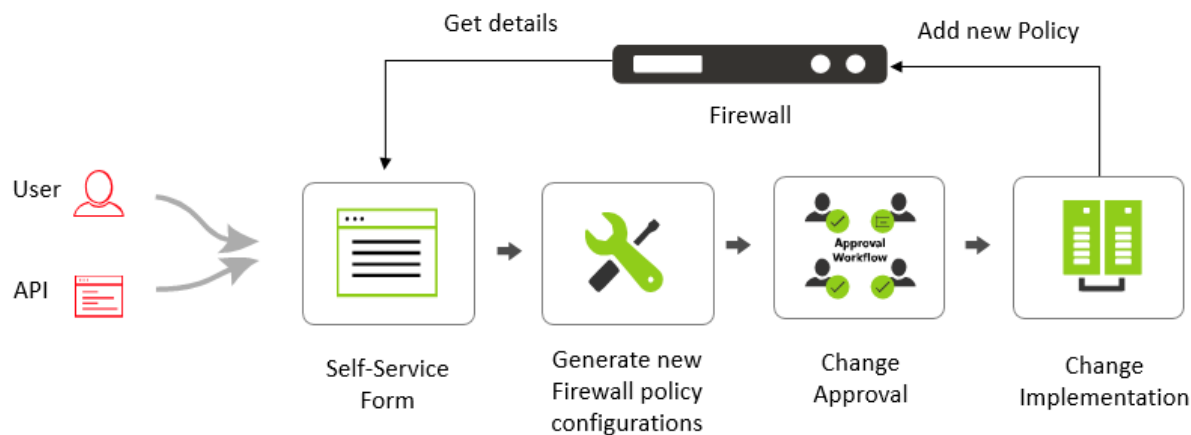 Get details
Add new Policy
Firewall
User
API
Approval
Workflow
Self-Service
Form
Generate new
Firewall policy
configurations
Change
Approval
Change
Implementation